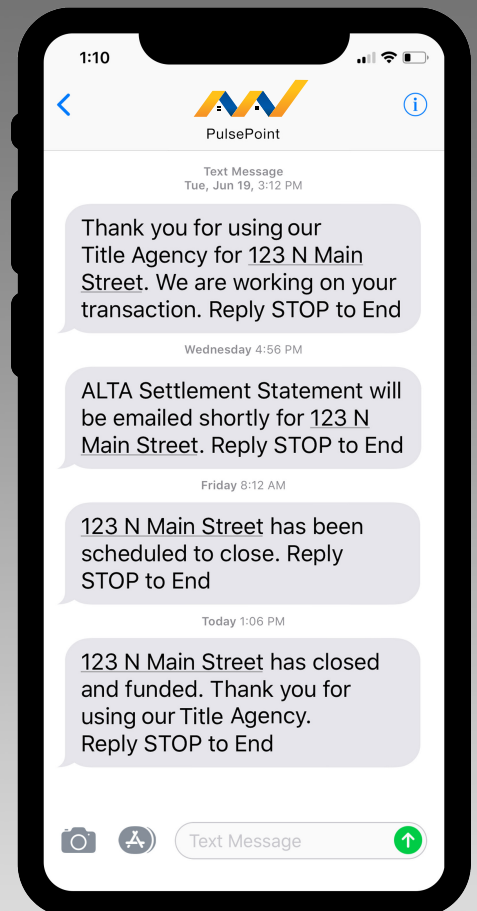 1:10
PulsePoint
Text Message
Tue, Jun 19, 3:12 PM
Thank you for using our
Title Agency for 123 N Main
Street. We are working on your
transaction. Reply STOP to End
Wednesday 4:56 PM
ALTA Settlement Statement will
be emailed shortly for 123 N
Main Street. Reply STOP to End
Friday 8:12 AM
123 N Main Street has been
scheduled to close. Reply
STOP to End
Today 1:06 PM
123 N Main Street has closed
and funded. Thank you for
using our Title Agency.
Reply STOP to End
Text Message